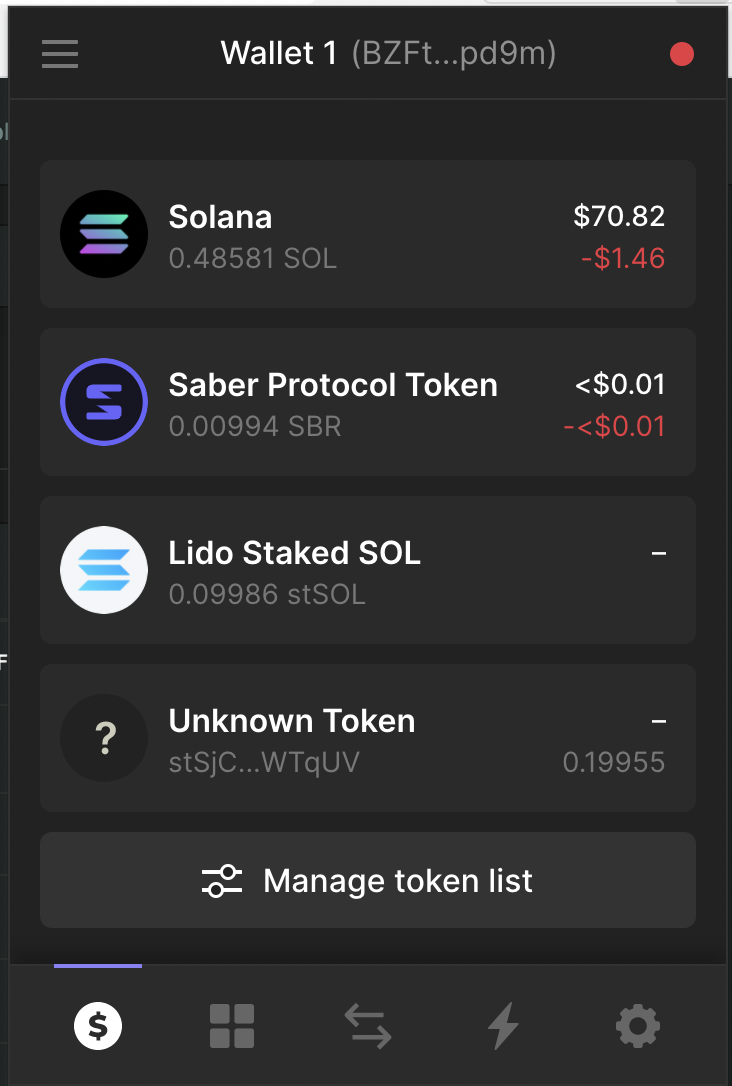 Wallet 1 (BZFt...pd9m)
Solana
$70.82
0.48581 SOL
-$1.46
Saber Protocol Token
<$0.01
0.00994 SBR
-<$0.01
Lido Staked SOL
–
0.09986 stSOL
?
Unknown Token
–
stSjC...WTqUV
0.19955
Manage token list
$